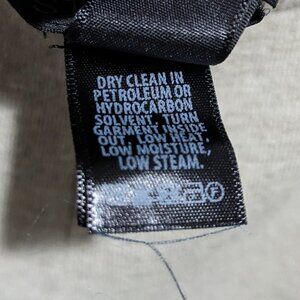 DRY CLEAN IN
PETROLEUM OR
HYDROCARBON
SOLVENT. TURN
GARMENT INSIDE
OUT. LOW HEAT.
LOW MOISTURE,
LOW STEAM.
F